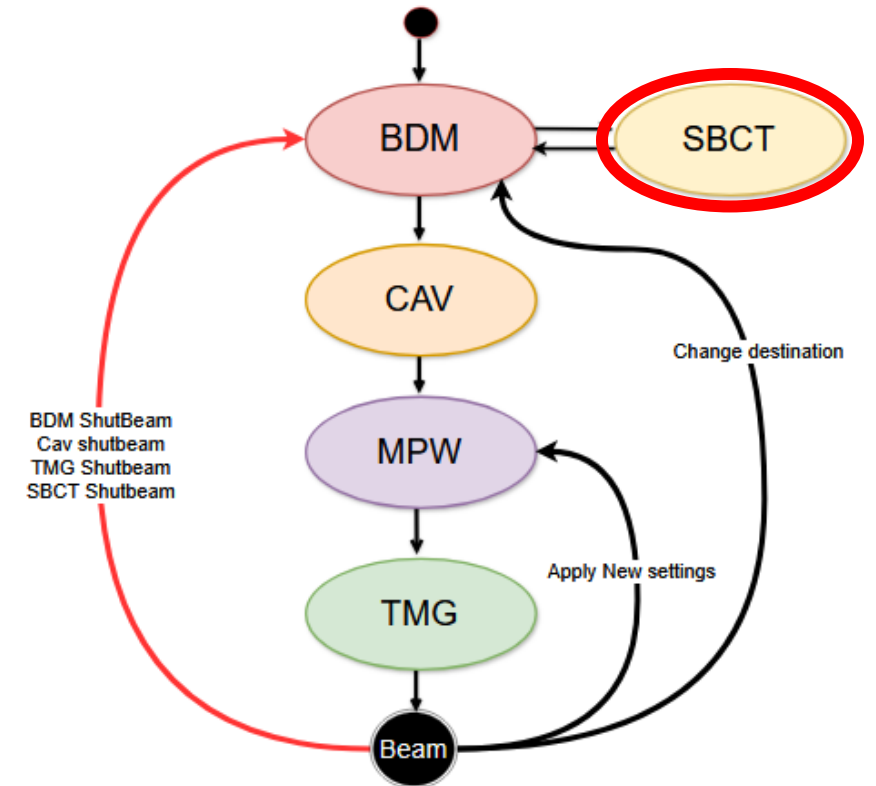 BDM
SBCT
CAV
Change destination
BDM ShutBeam
Cav shutbeam
TMG Shutbeam
SBCT Shutbeam
MPW
Apply New settings
TMG
Beam